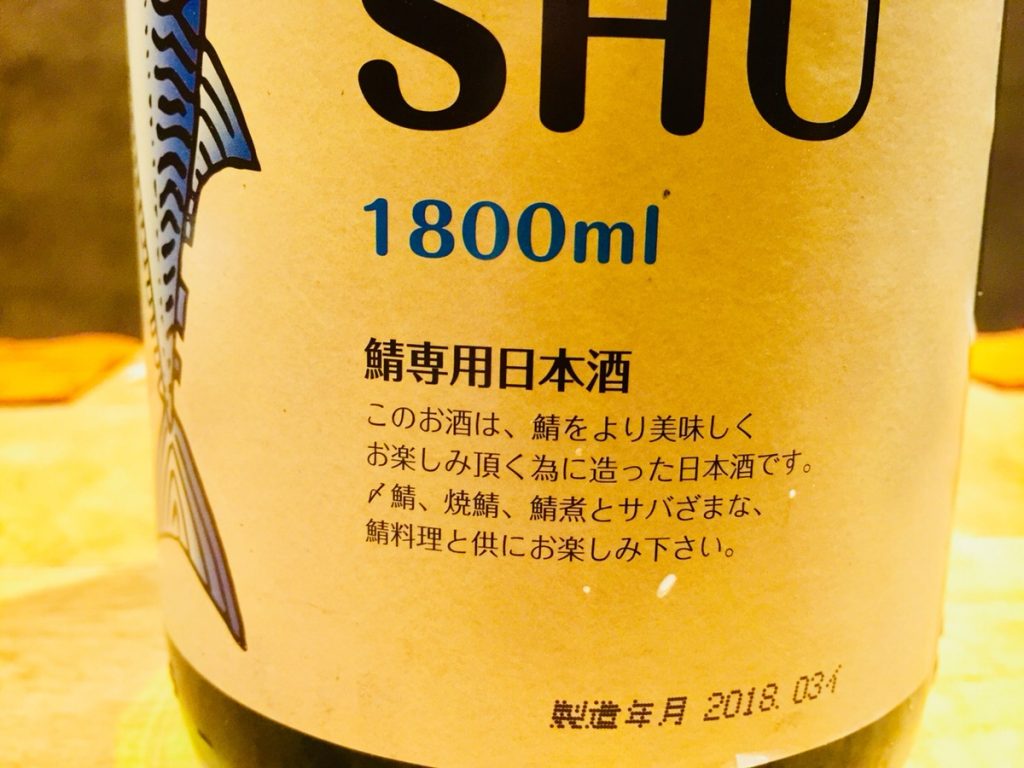 SHU
1800ml
鯖専用日本酒
このお酒は、鯖をより美味しく
お楽しみ頂く為に造った日本酒です。
〆鯖、焼鯖、鯖煮とサバざまな、
鯖料理と供にお楽しみ下さい。
製造年月 2018. 03